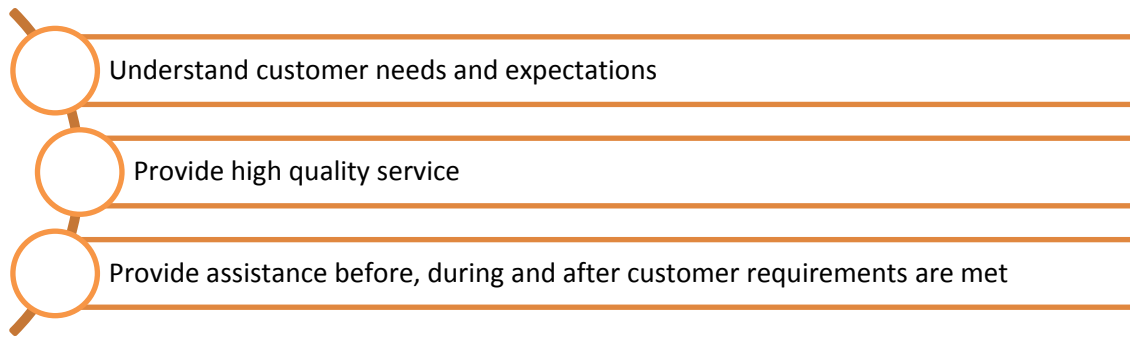 Understand customer needs and expectations
Provide high quality service
Provide assistance before, during and after customer requirements are met